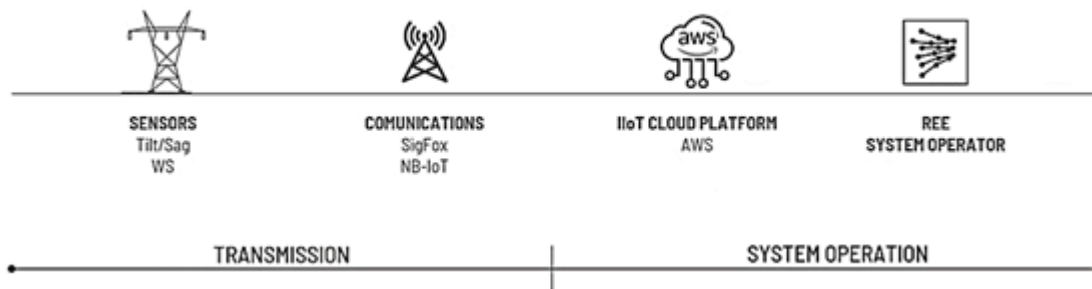 aws
SENSORS
Tilt/Sag
WS
COMUNICATIONS
SigFox
NB-IoT
IIoT CLOUD PLATFORM
AWS
REE
SYSTEM OPERATOR
TRANSMISSION
SYSTEM OPERATION